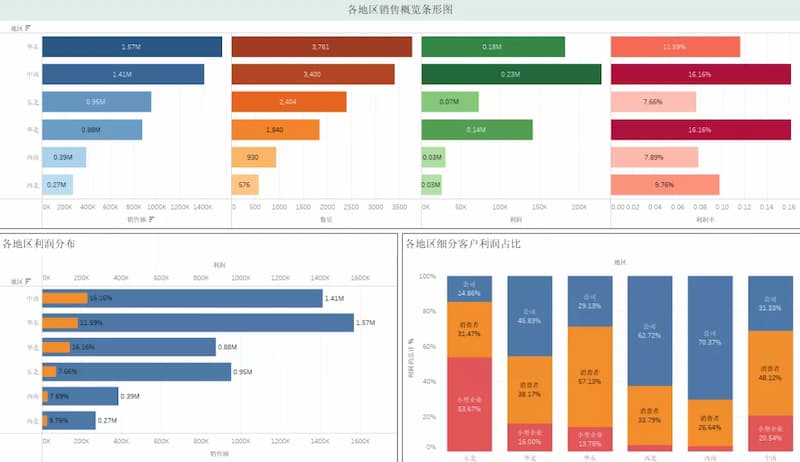 各地区销售概览条形图
地区
华东 1.57M 3,761 0.18M 11.59%
中南 1.41M 3,400 0.23M 16.16%
东北 0.95M 2,404 0.07M 7.66%
华北 0.88M 1,840 0.14M 16.16%
西南 0.39M 930 0.03M 7.89%
西北 0.27M 576 0.03M 9.76%
0K 200K 400K 600K 800K 1000K 1200K 1400K 0 500 1000 1500 2000 2500 3000 3500 0K 50K 100K 150K 200K 0.00 0.02 0.04 0.06 0.08 0.10 0.12 0.14 0.16
销售额 数量 利润 利润率
各地区利润分布
利润
0K 200K 400K 600K 800K 1000K 1200K 1400K 1600K
地区
中南 16.16% 1.41M
华东 11.59% 1.57M
华北 16.16% 0.88M
东北 7.66% 0.95M
西南 7.89% 0.39M
西北 9.76% 0.27M
0K 200K 400K 600K 800K 1000K 1200K 1400K 1600K
销售额
各地区细分客户利润占比
地区
利润 的总计 %
100%
80%
60%
40%
20%
0%
公司
14.86%
消费者
31.47%
小型企业
53.67%
公司
45.83%
消费者
38.17%
小型企业
16.00%
公司
29.13%
消费者
57.13%
小型企业
13.75%
公司
62.72%
消费者
33.79%
公司
70.37%
消费者
26.64%
公司
31.33%
消费者
48.12%
小型企业
20.54%
东北 华北 华东 西北 西南 中南